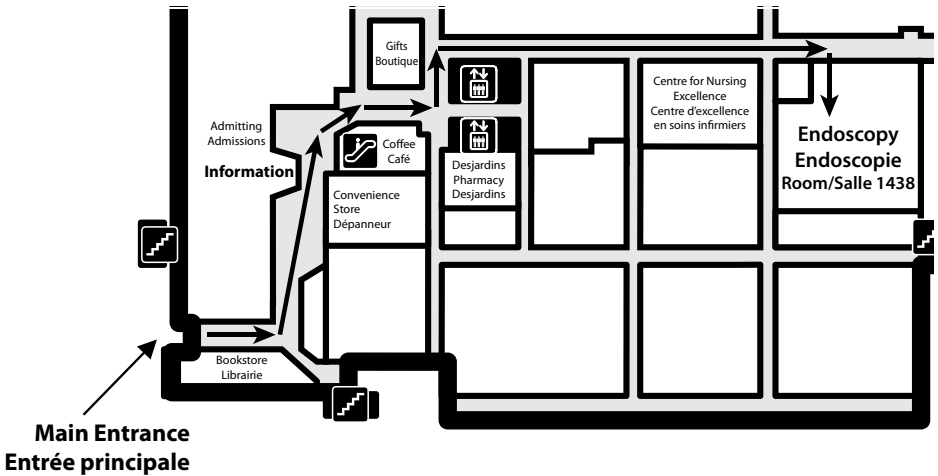 Gifts
Boutique
Admitting
Admissions
Information
Coffee
Café
Convenience
Store
Dépanneur
Desjardins
Pharmacy
Desjardins
Centre for Nursing
Excellence
Centre d'excellence
en soins infirmiers
Endoscopy
Endoscopie
Room/Salle 1438
Bookstore
Librairie
Main Entrance
Entrée principale